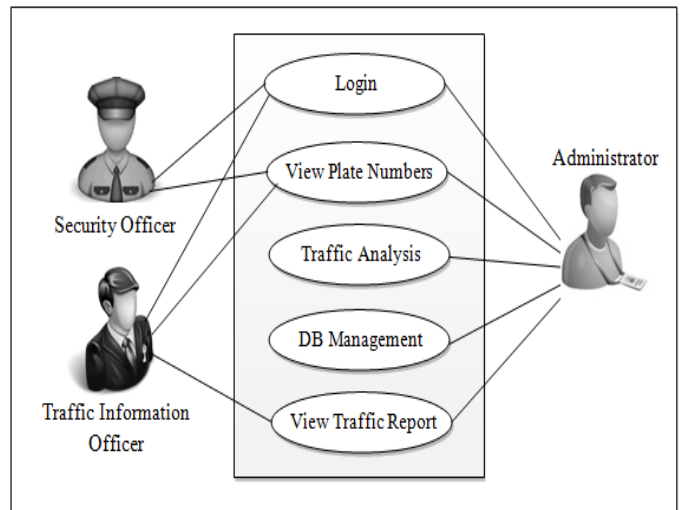 Login
View Plate Numbers
Traffic Analysis
DB Management
View Traffic Report
Security Officer
Traffic Information
Officer
Administrator